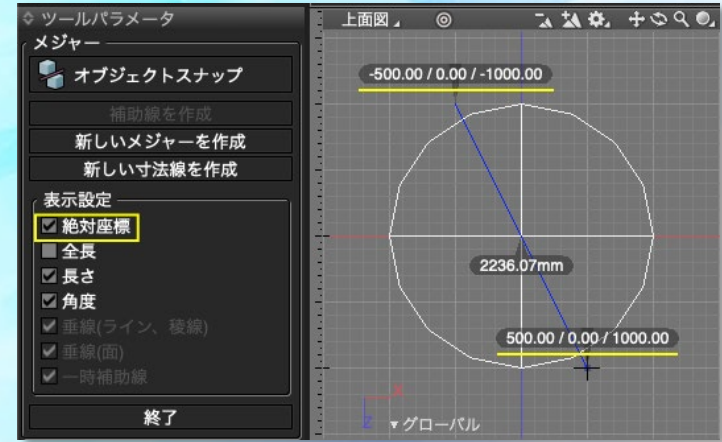 ツールパラメータ
メジャー
オブジェクトスナップ
補助線を作成
新しいメジャーを作成
新しい寸法線を作成
表示設定
絶対座標
全長
長さ
角度
垂線(ライン、稜線)
垂線(面)
一時補助線
終了
上面図
-500.00 / 0.00 / -1000.00
2236.07mm
500.00 / 0.00 / 1000.00
X
Z
グローバル